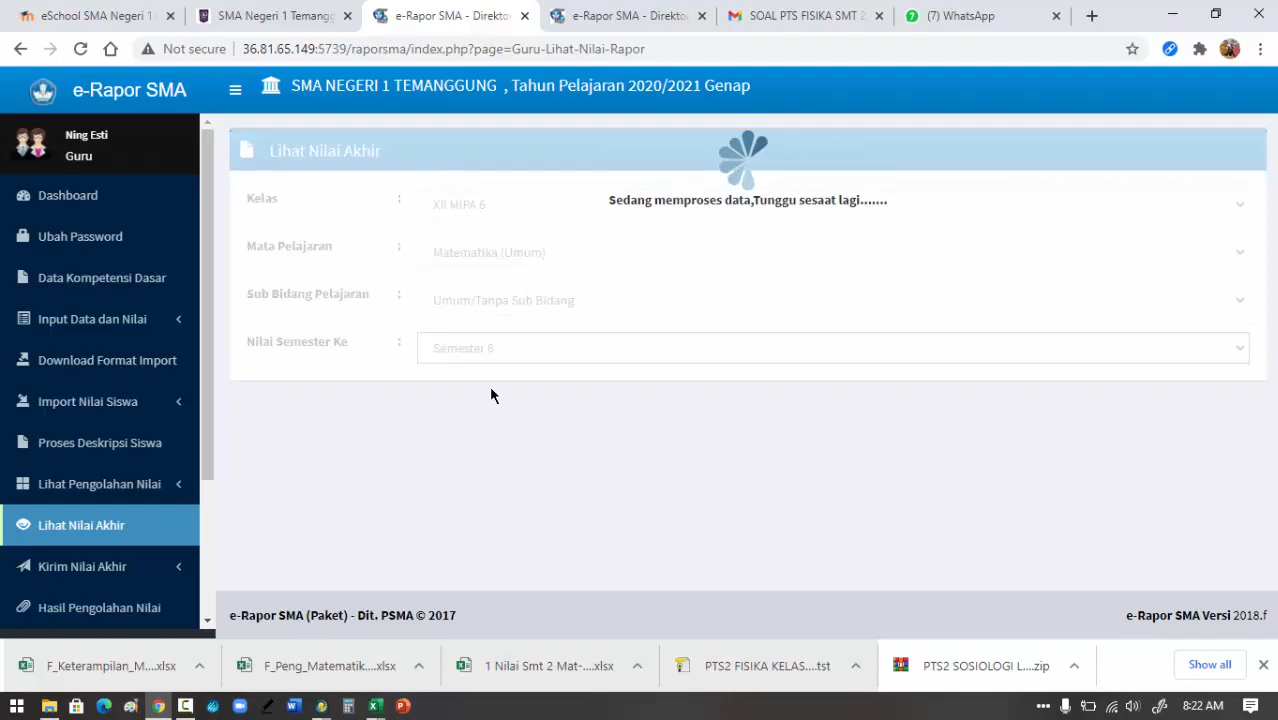 eSchool SMA Negeri 1
SMA Negeri 1 Temangg
e-Rapor SMA - Direkto
e-Rapor SMA - Direkto
SOAL PTS FISIKA SMT 2
(7) WhatsApp
Not secure
36.81.65.149:5739/raporsma/index.php?page=Guru-Lihat-Nilai-Rapor
e-Rapor SMA
SMA NEGERI 1 TEMANGGUNG , Tahun Pelajaran 2020/2021 Genap
Ning Esti
Guru
Dashboard
Ubah Password
Data Kompetensi Dasar
Input Data dan Nilai
Download Format Import
Import Nilai Siswa
Proses Deskripsi Siswa
Lihat Pengolahan Nilai
Lihat Nilai Akhir
Kirim Nilai Akhir
Hasil Pengolahan Nilai
Lihat Nilai Akhir
Sedang memproses data,Tunggu sesaat lagi.......
Kelas : XII MIPA 6
Mata Pelajaran : Matematika (Umum)
Sub Bidang Pelajaran : Umum/Tanpa Sub Bidang
Nilai Semester Ke : Semester 6
e-Rapor SMA (Paket) - Dit. PSMA © 2017
e-Rapor SMA Versi 2018.f
F_Keterampilan_M....xlsx
F_Peng_Matematik....xlsx
1 Nilai Smt 2 Mat-....xlsx
PTS2 FISIKA KELAS....tst
PTS2 SOSIOLOGI L....zip
Show all
8:22 AM